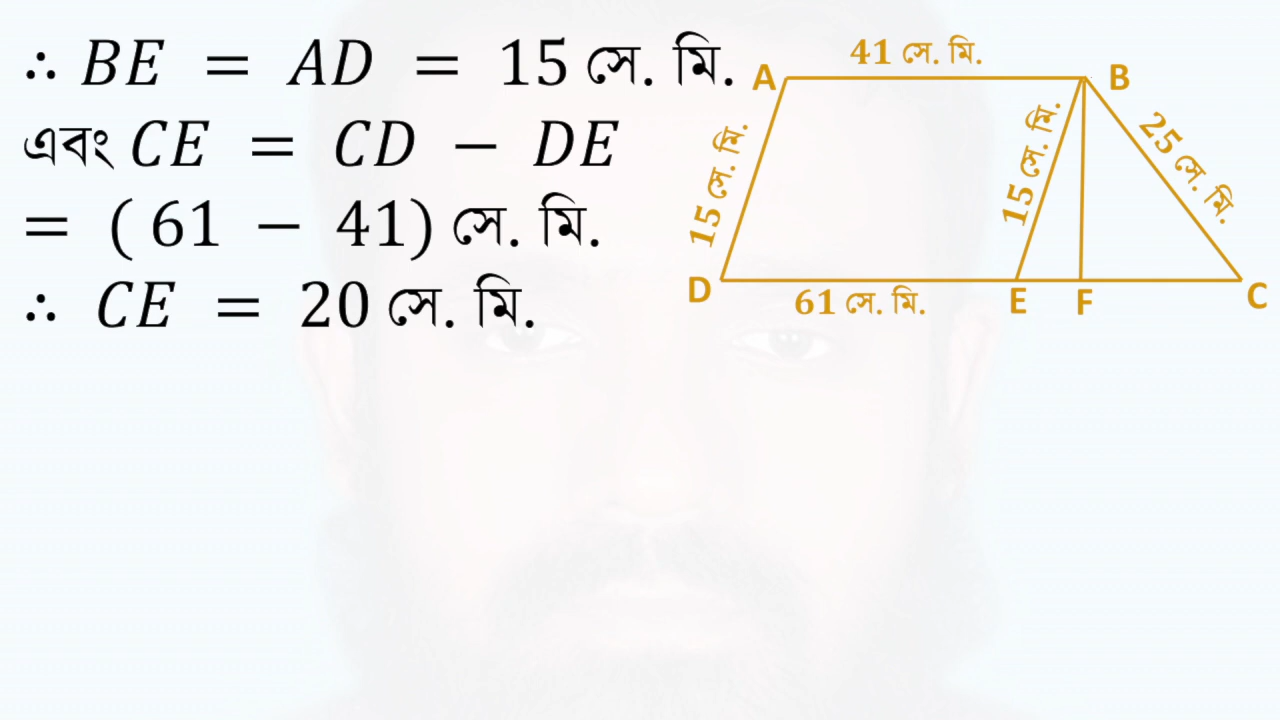 ∴ BE = AD = 15 সে. মি.
এবং CE = CD − DE
= ( 61 − 41) সে. মি.
∴ CE = 20 সে. মি.
41 সে. মি.
A
B
15 সে. মি.
15 সে. মি.
25 সে. মি.
D
61 সে. মি.
E
F
C